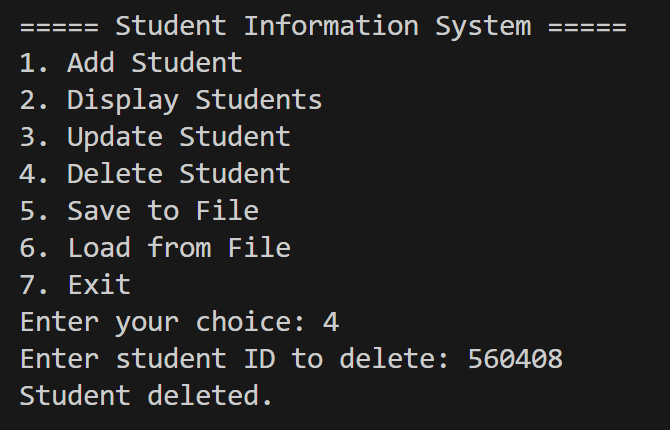 ===== Student Information System =====
1. Add Student
2. Display Students
3. Update Student
4. Delete Student
5. Save to File
6. Load from File
7. Exit
Enter your choice: 4
Enter student ID to delete: 560408
Student deleted.